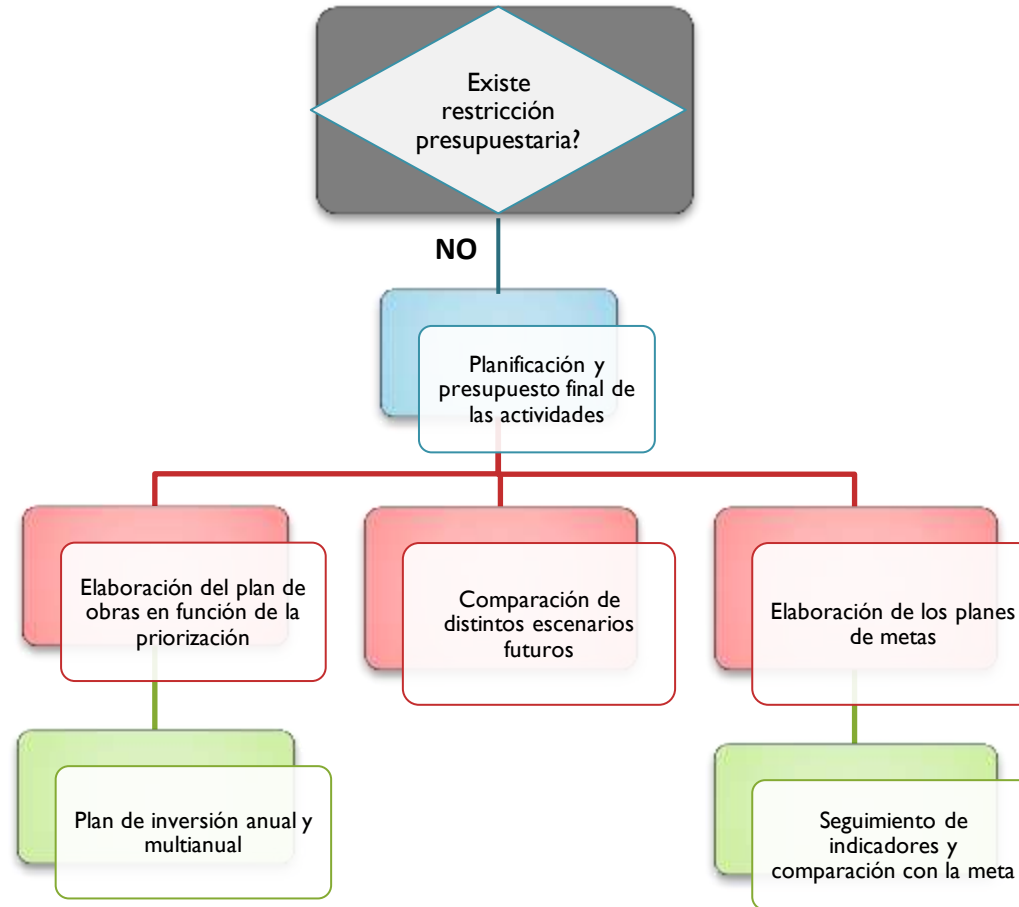 Existe
restricción
presupuestaria?
NO
Planificación y
presupuesto final de
las actividades
Elaboración del plan de
obras en función de la
priorización
Comparación de
distintos escenarios
futuros
Elaboración de los planes
de metas
Plan de inversión anual y
multianual
Seguimiento de
indicadores y
comparación con la meta